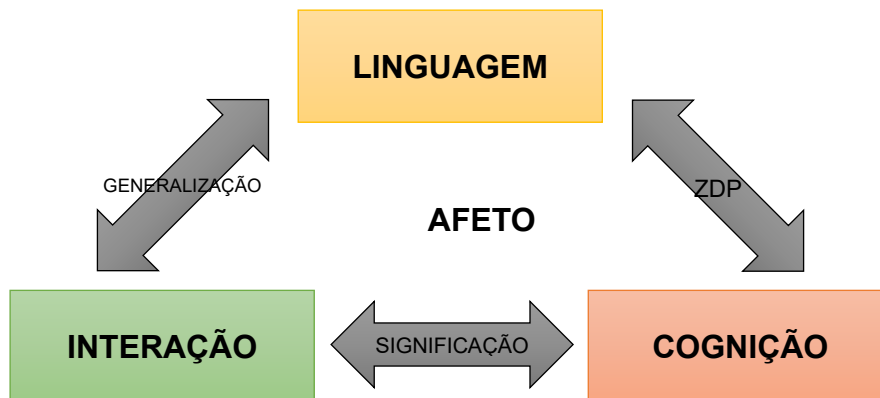 LINGUAGEM
GENERALIZAÇÃO
ZDP
AFETO
INTERAÇÃO
SIGNIFICAÇÃO
COGNIÇÃO